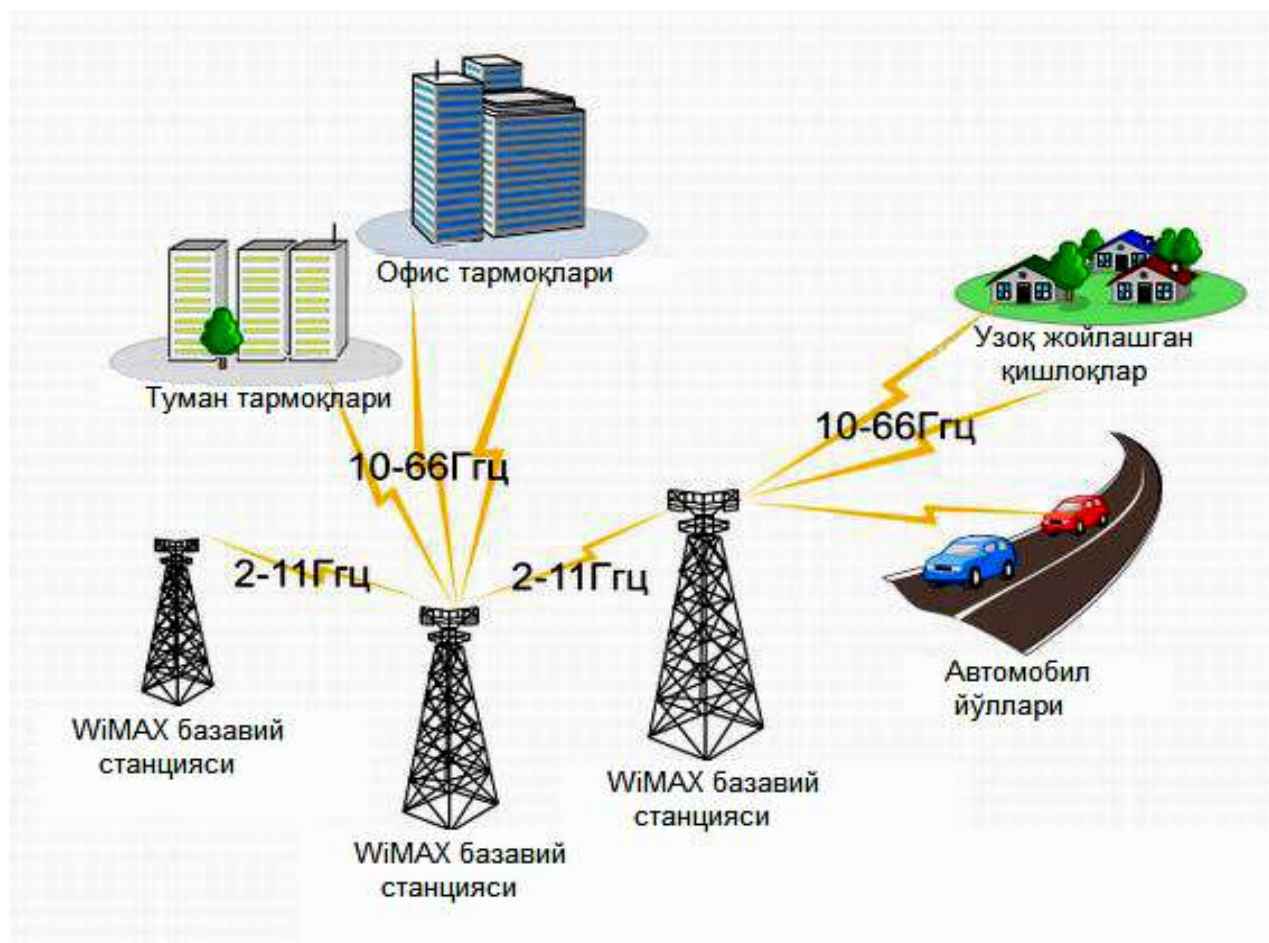 Офис тармоқлари
Туман тармоқлари
Узоқ жойлашган
қишлоқлар
10-66Ггц
10-66Ггц
2-11Ггц
2-11Ггц
Автомобил
йўллари
WiMAX базавий
станцияси
WiMAX базавий
станцияси
WiMAX базавий
станцияси